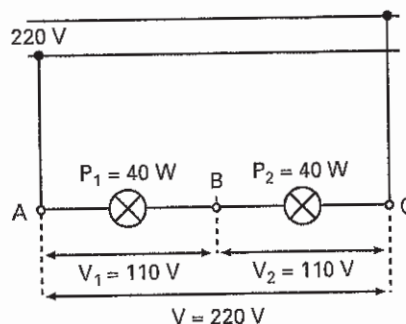 220 V
P₁ = 40 W
B
P₂ = 40 W
A
C
V₁ = 110 V
V₂ = 110 V
V = 220 V